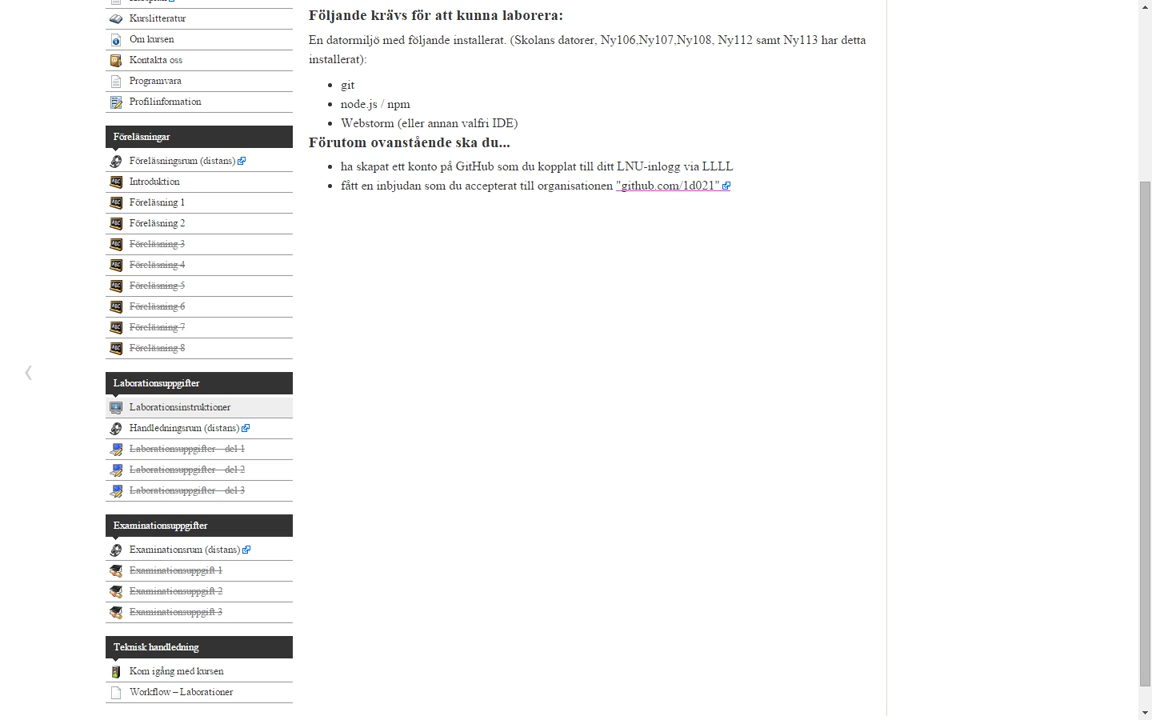 Kurslitteratur
Om kursen
Kontakta oss
Programvara
Profilinformation
Föreläsningar
Föreläsningsrum (distans)
Introduktion
Föreläsning 1
Föreläsning 2
Föreläsning 3
Föreläsning 4
Föreläsning 5
Föreläsning 6
Föreläsning 7
Föreläsning 8
Laborationsuppgifter
Laborationsinstruktioner
Handledningsrum (distans)
Laborationsuppgifter – del 1
Laborationsuppgifter – del 2
Laborationsuppgifter – del 3
Examinationsuppgifter
Examinationsrum (distans)
Examinationsuppgift 1
Examinationsuppgift 2
Examinationsuppgift 3
Teknisk handledning
Kom igång med kursen
Workflow – Laborationer
Följande krävs för att kunna laborera:
En datormiljö med följande installerat. (Skolans datorer, Ny106,Ny107,Ny108, Ny112 samt Ny113 har detta
installerat):
git
node.js / npm
Webstorm (eller annan valfri IDE)
Förutom ovanstående ska du...
ha skapat ett konto på GitHub som du kopplat till ditt LNU-inlogg via LLLL
fått en inbjudan som du accepterat till organisationen "github.com/1d021"